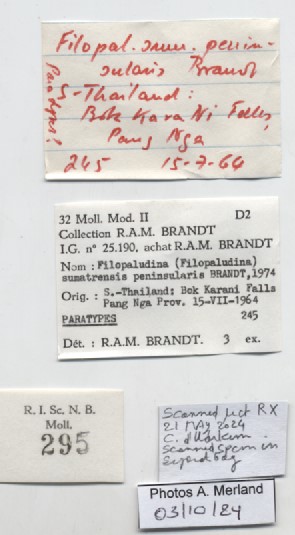 Filopal. sum. penin-
sularis Brandt
Paratypes!
S-Thailand:
Bok Kara Ni Falls,
Pang Nga
245 15-7-64
32 Moll. Mod. II D2
Collection R.A.M. BRANDT
I.G. n° 25.190, achat R.A.M. BRANDT
Nom : Filopaludina (Filopaludina)
sumatrensis peninsularis BRANDT,1974
Orig. : S.-Thailand: Bok Karani Falls
Pang Nga Prov. 15-VII-1964
PARATYPES 245
Dét. : R.A.M. BRANDT. 3 ex.
R. I. Sc. N. B.
Moll.
295
Scanned µct RX
21 MAy 2024
Scanned specm in
Photos A. Merland
03/10/24